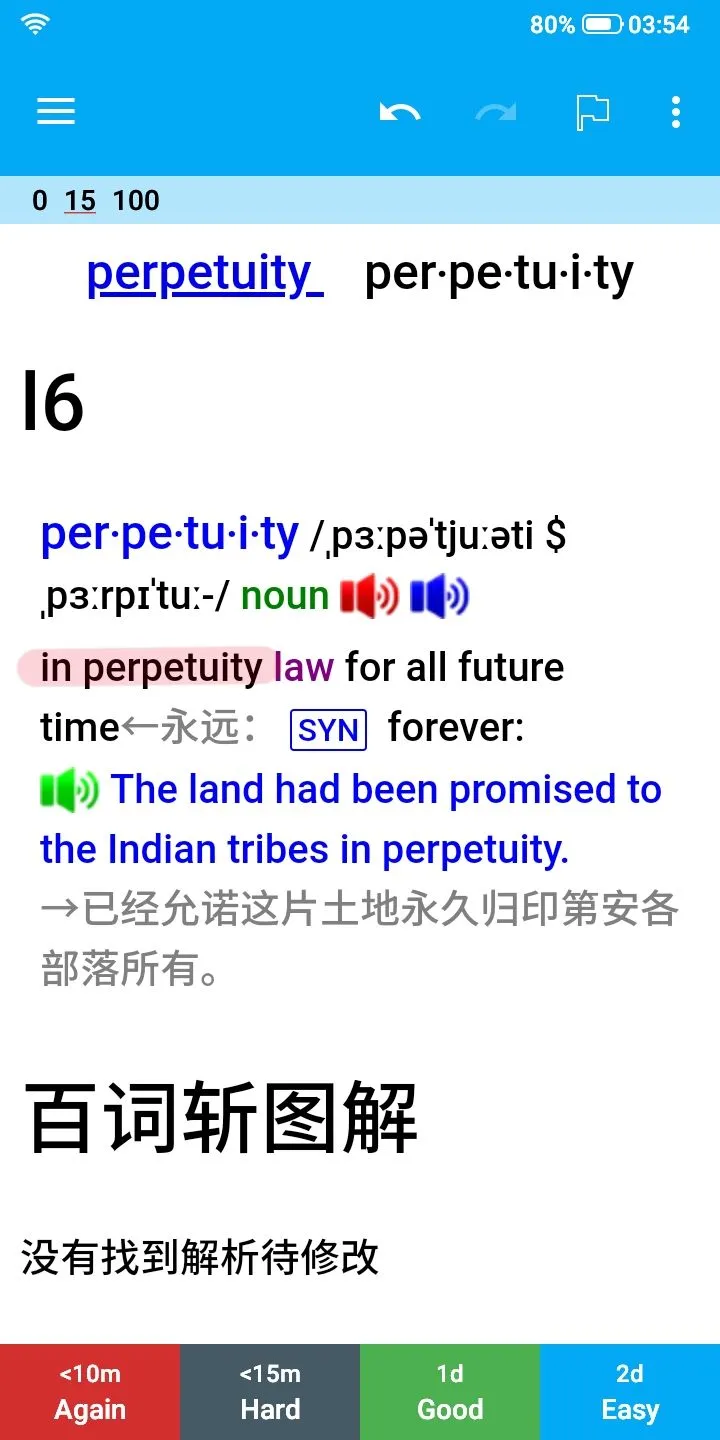 80% 03:54
0 15 100
perpetuity per·pe·tu·i·ty
l6
per·pe·tu·i·ty /ˌpɜːpəˈtjuːəti $
ˌpɜːrpɪˈtuː-/ noun
in perpetuity law for all future
time←永远： SYN forever:
The land had been promised to
the Indian tribes in perpetuity.
→已经允诺这片土地永久归印第安各
部落所有。
百词斩图解
没有找到解析待修改
<10m <15m 1d 2d
Again Hard Good Easy